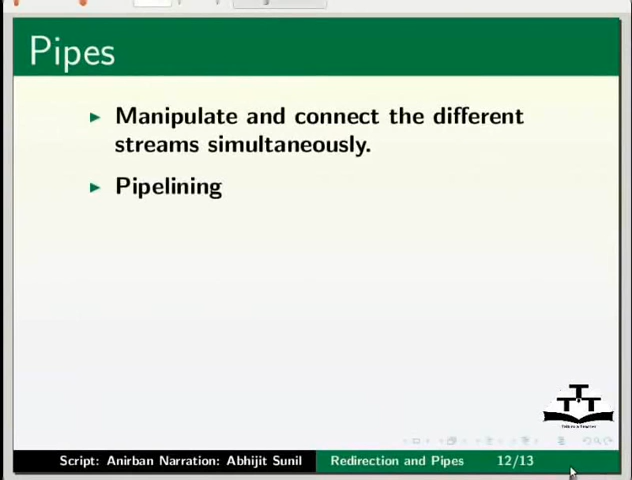 Pipes
Manipulate and connect the different
streams simultaneously.
Pipelining
Script: Anirban Narration: Abhijit Sunil Redirection and Pipes 12/13